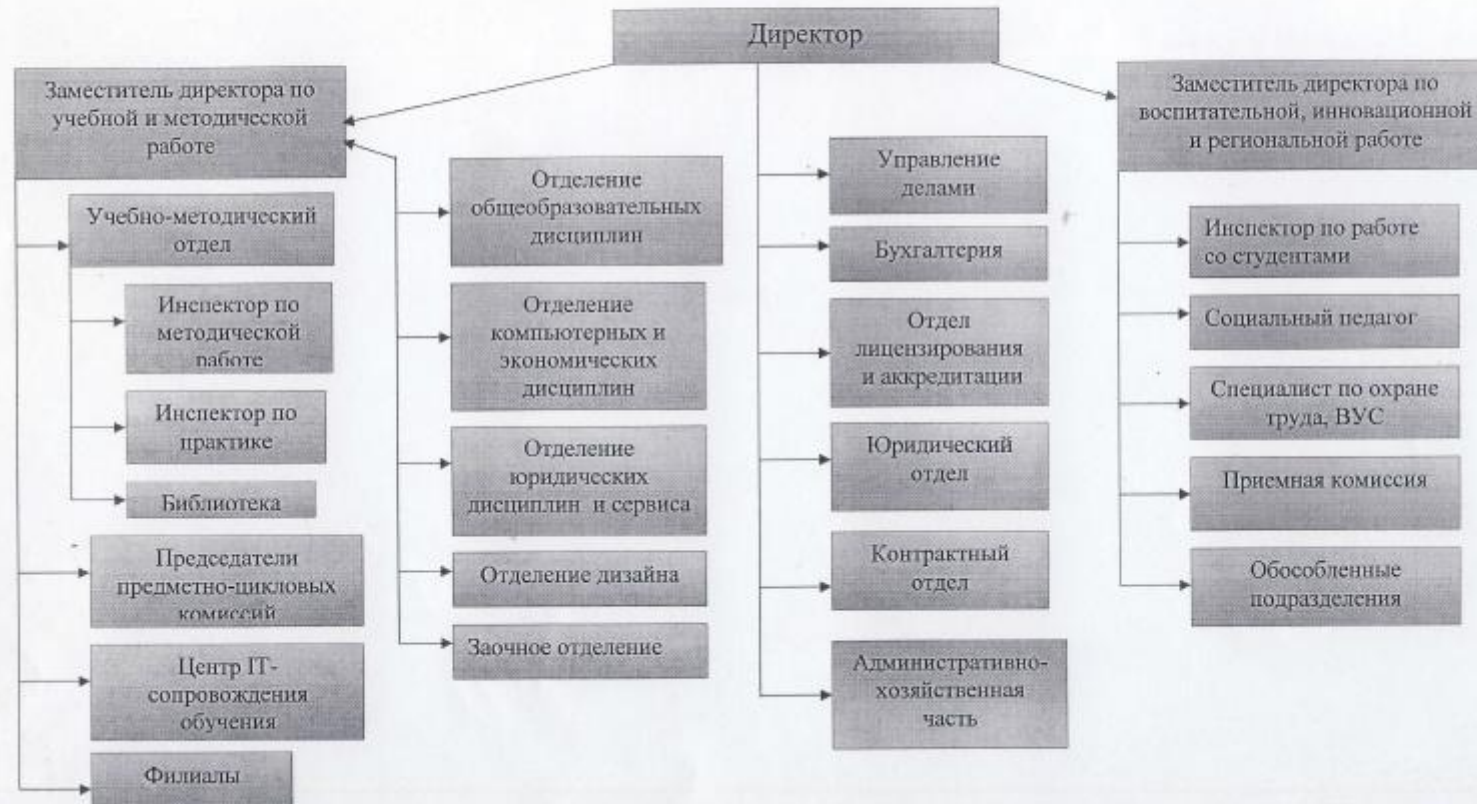 Директор
Заместитель директора по
учебной и методической
работе
Учебно-методический
отдел
Инспектор по
методической
работе
Инспектор по
практике
Библиотека
Председатели
предметно-цикловых
комиссий
Центр IT-
сопровождения
обучения
Филиалы
Отделение
общеобразовательных
дисциплин
Отделение
компьютерных и
экономических
дисциплин
Отделение
юридических
дисциплин и сервиса
Отделение дизайна
Заочное отделение
Управление
делами
Бухгалтерия
Отдел
лицензирования
и аккредитации
Юридический
отдел
Контрактный
отдел
Административно-
хозяйственная
часть
Заместитель директора по
воспитательной, инновационной
и региональной работе
Инспектор по работе
со студентами
Социальный педагог
Специалист по охране
труда, ВУС
Приемная комиссия
Обособленные
подразделения